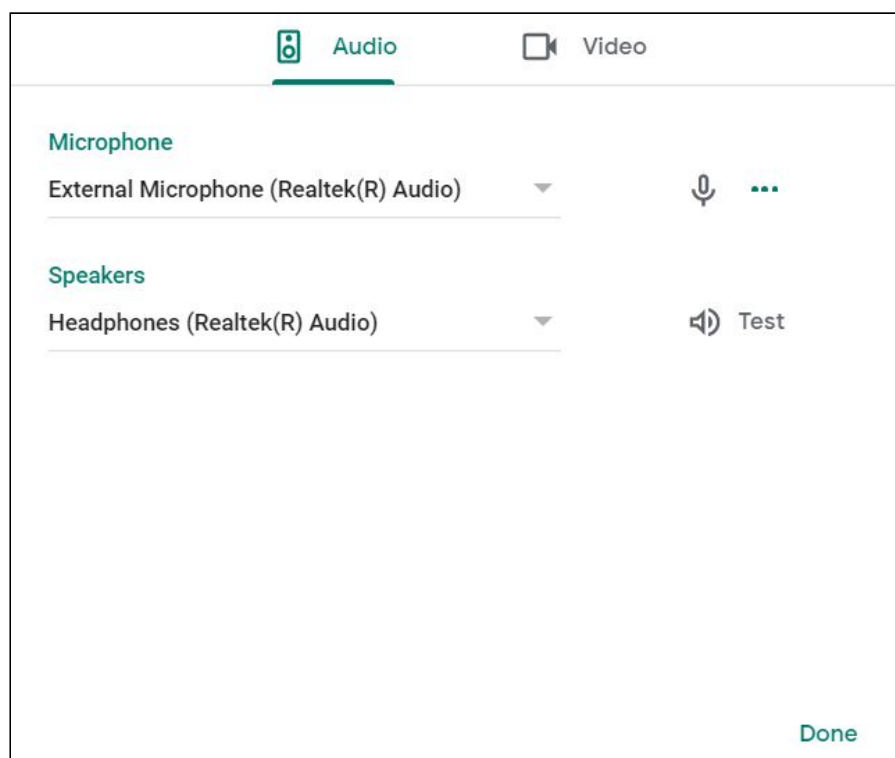 Audio Video
Microphone
External Microphone (Realtek(R) Audio)
Speakers
Headphones (Realtek(R) Audio)
Test
Done